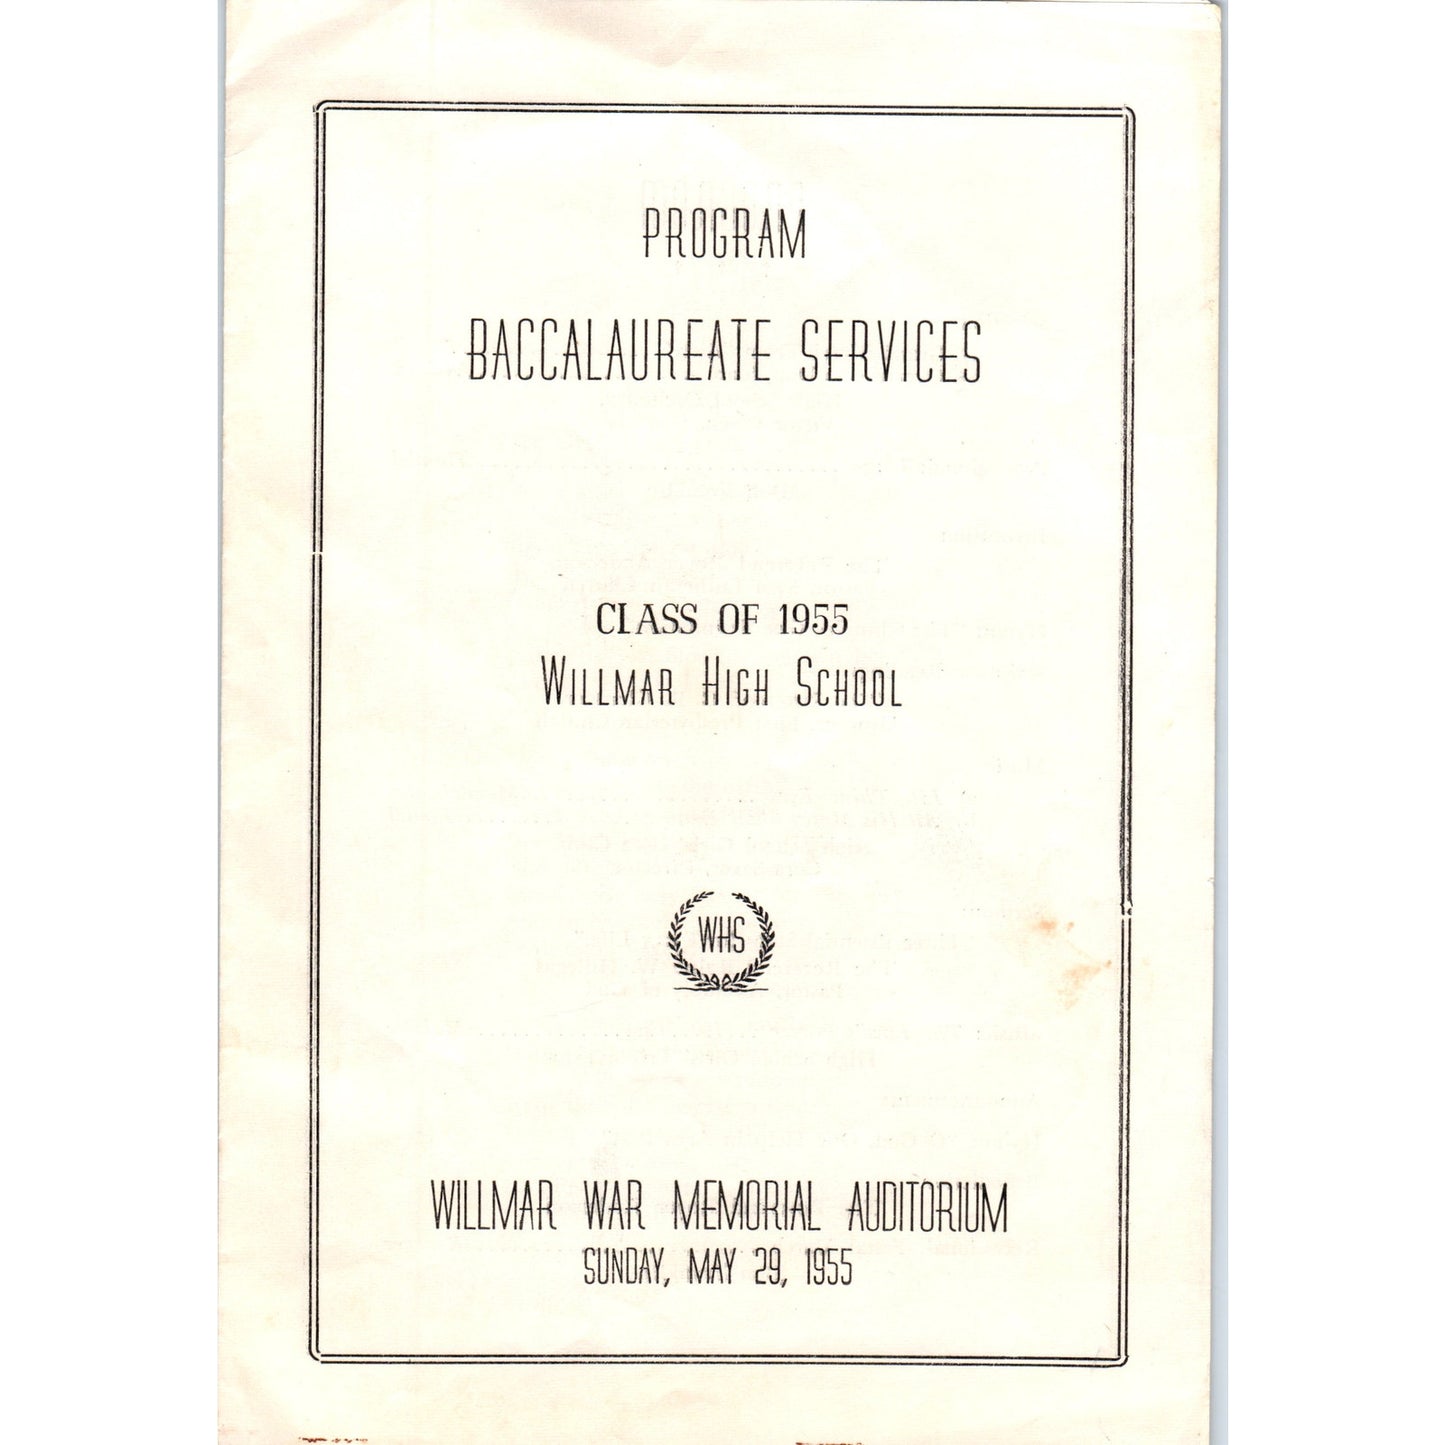 PROGRAM
BACCALAUREATE SERVICES
CLASS OF 1955
WILLMAR HIGH SCHOOL
WHS
WILLMAR WAR MEMORIAL AUDITORIUM
SUNDAY, MAY 29, 1955